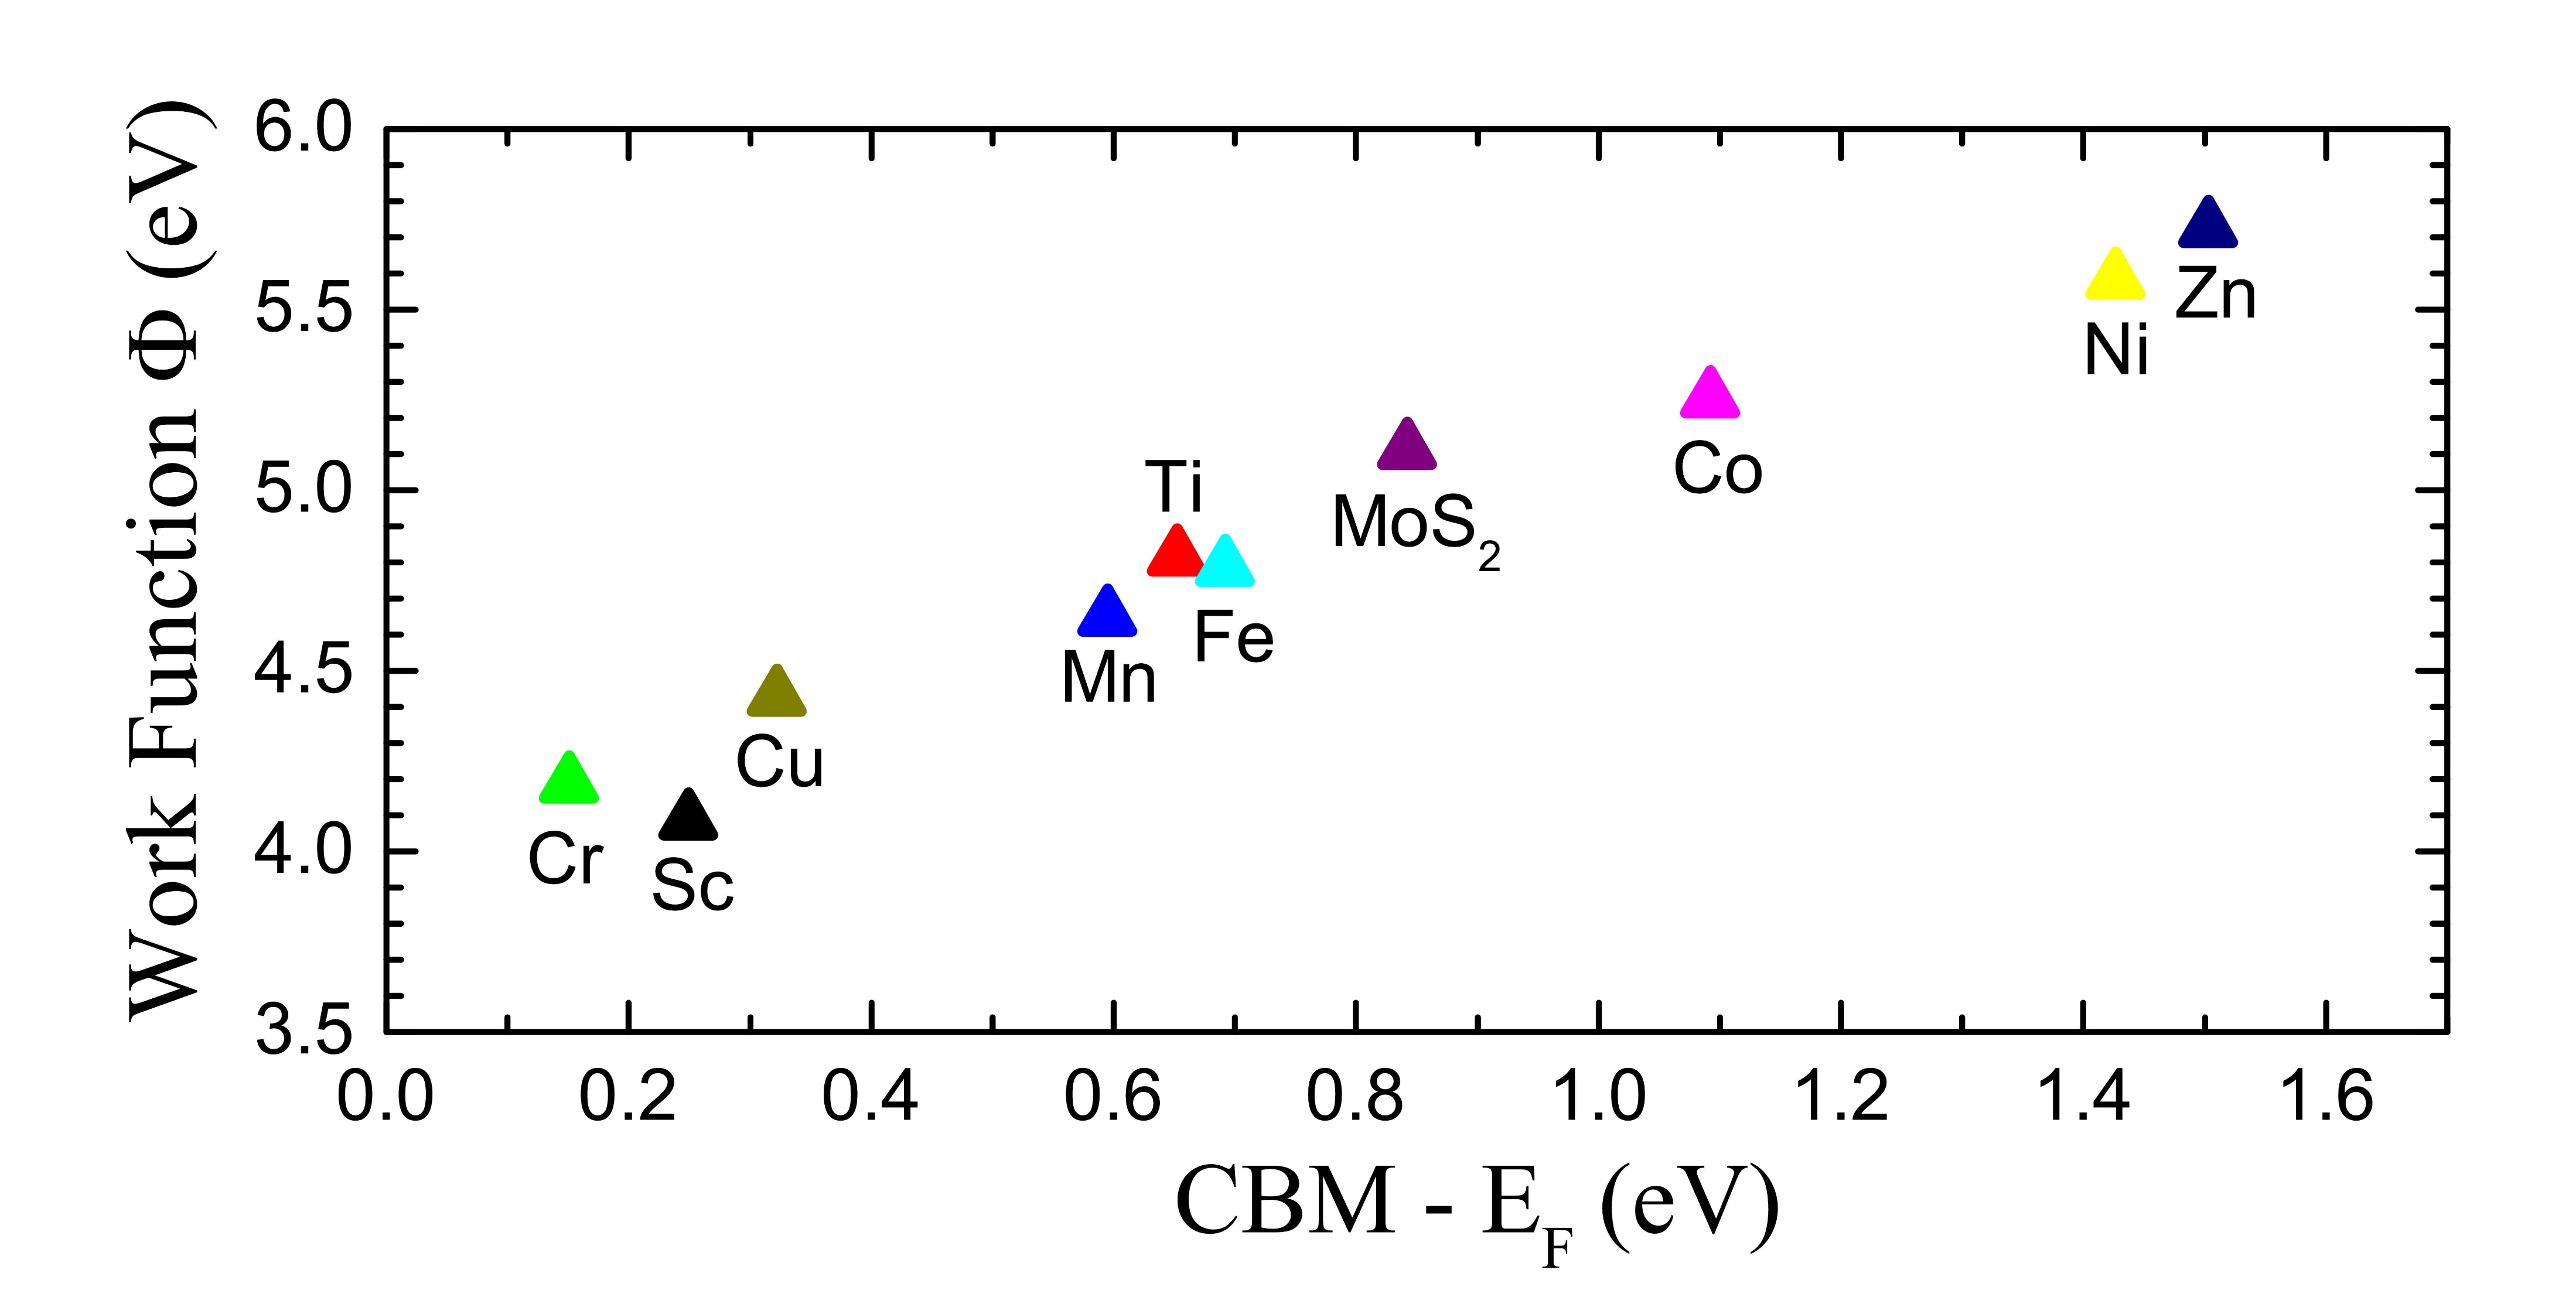 Work Function Φ (eV)
6.0
5.5
5.0
4.5
4.0
3.5
Zn
Ni
Co
MoS₂
Ti
Fe
Mn
Cu
Cr
Sc
0.0 0.2 0.4 0.6 0.8 1.0 1.2 1.4 1.6
CBM - E_F (eV)